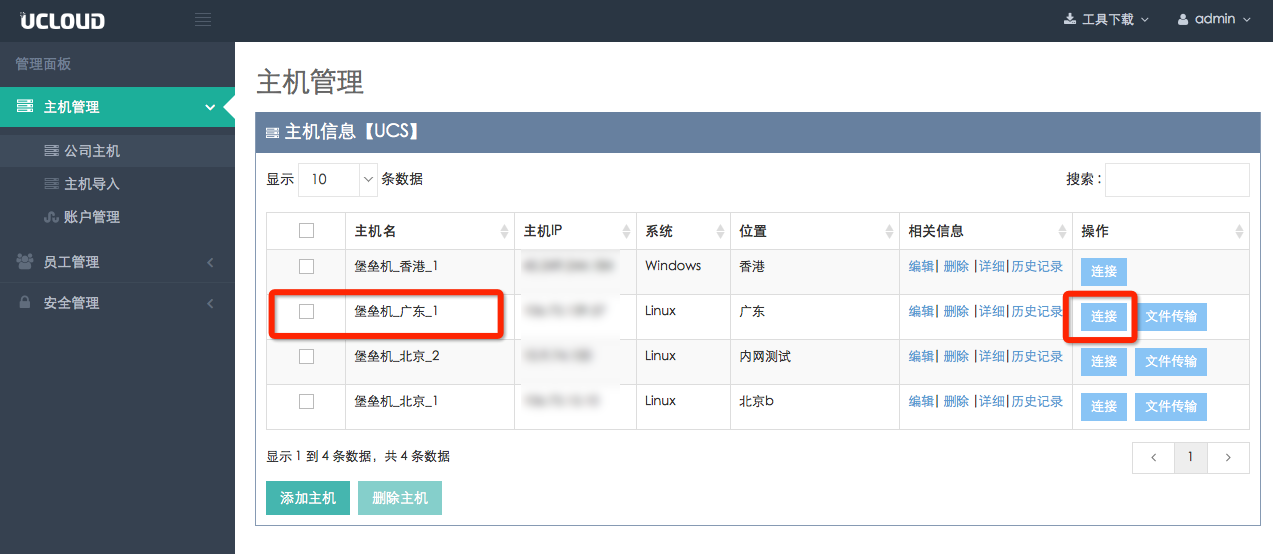 UCLOUD 工具下载 admin
管理面板
主机管理
公司主机
主机导入
账户管理
员工管理
安全管理
主机管理
主机信息【UCS】
显示 10 条数据 搜索：
主机名 主机IP 系统 位置 相关信息 操作
堡垒机_香港_1 Windows 香港 编辑| 删除 |详细|历史记录 连接
堡垒机_广东_1 Linux 广东 编辑| 删除 |详细|历史记录 连接 文件传输
堡垒机_北京_2 Linux 内网测试 编辑| 删除 |详细|历史记录 连接 文件传输
堡垒机_北京_1 Linux 北京b 编辑| 删除 |详细|历史记录 连接 文件传输
显示 1 到 4 条数据，共 4 条数据 1
添加主机 删除主机